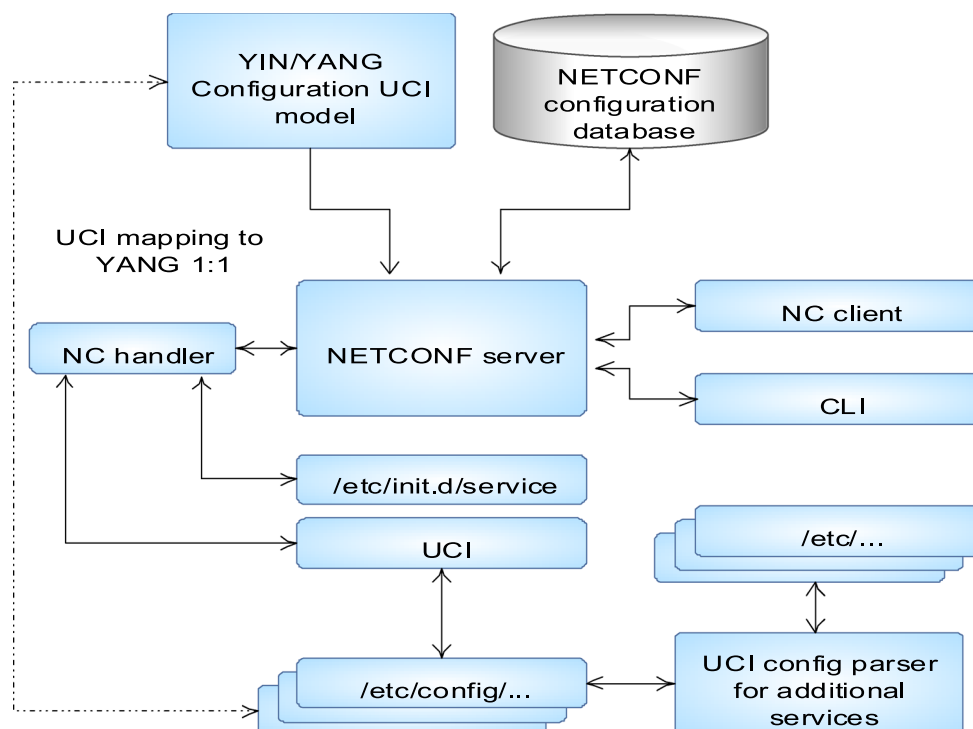 YIN/YANG
Configuration UCI
model
NETCONF
configuration
database
UCI mapping to
YANG 1:1
NC client
NC handler
NETCONF server
CLI
/etc/init.d/service
UCI
/etc/...
/etc/config/...
UCI config parser
for additional
services